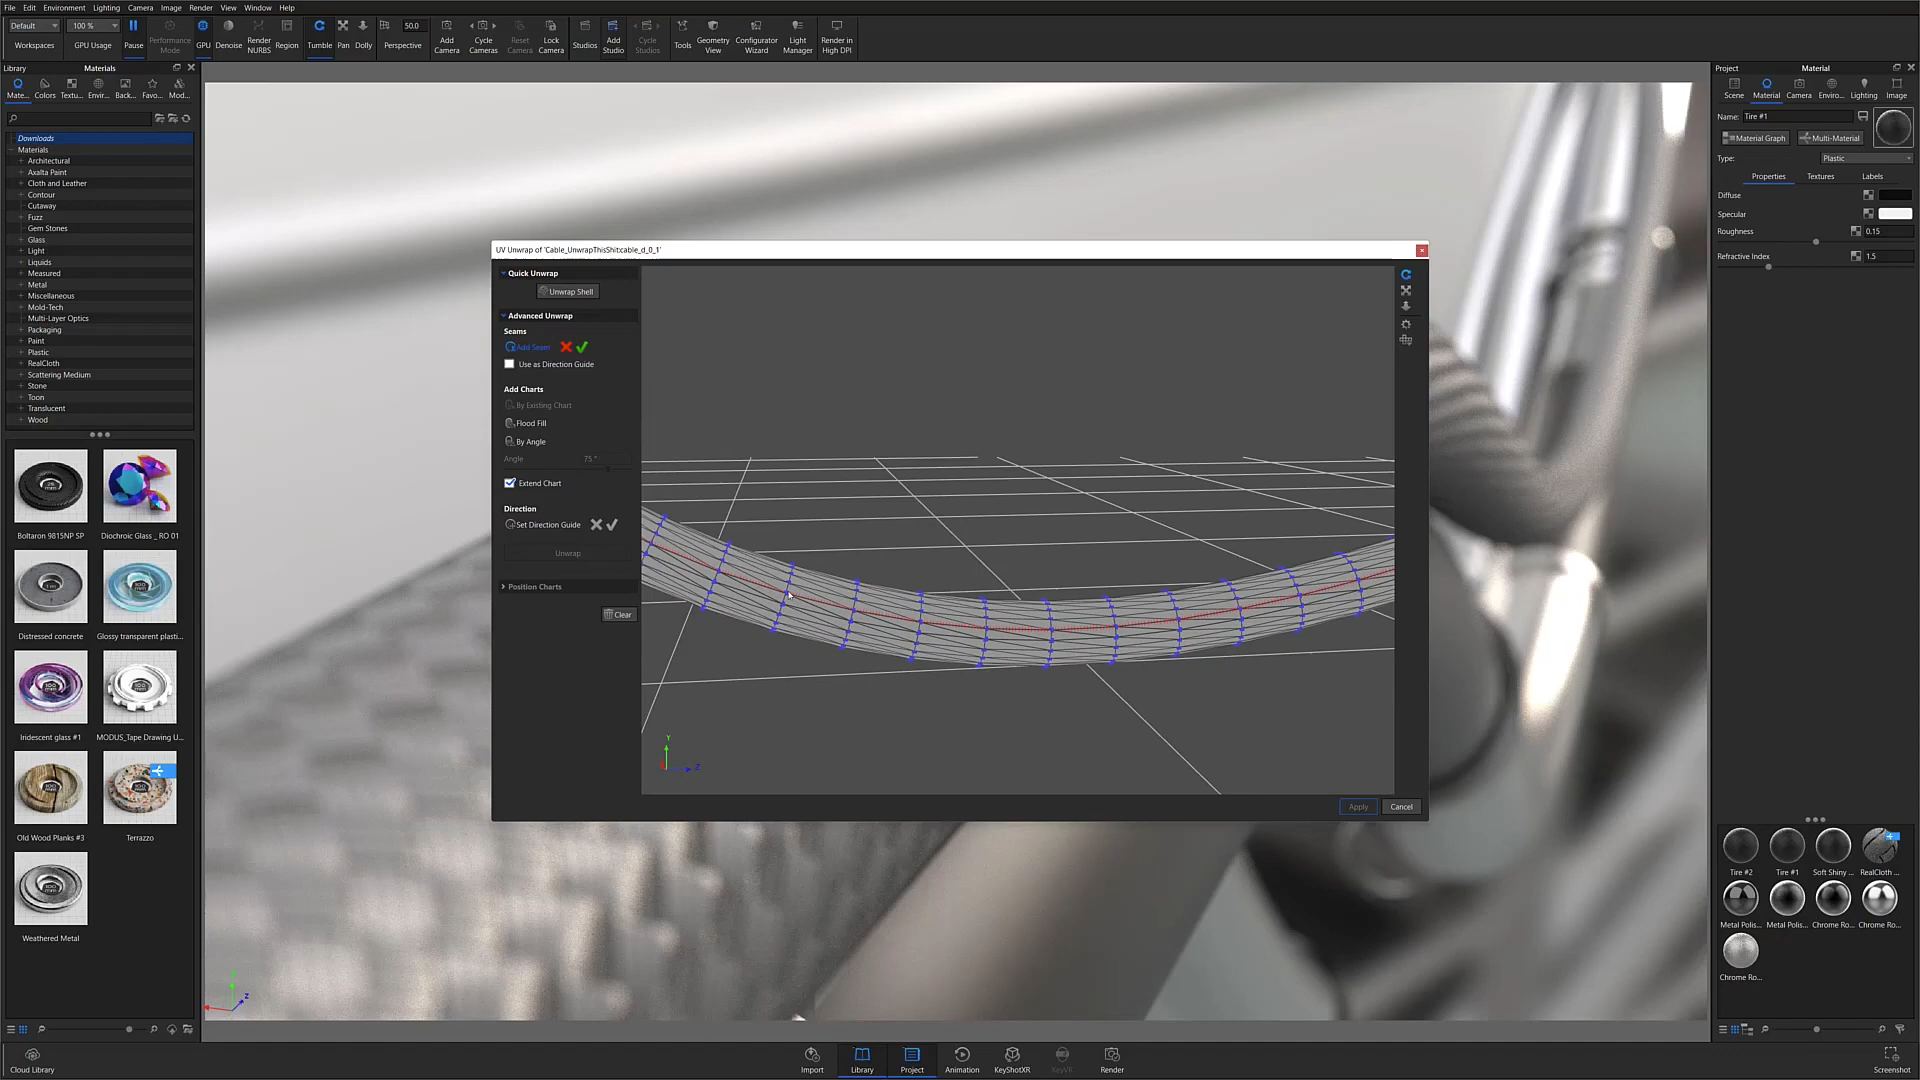 File Edit Environment Lighting Camera Image Render View Window Help
Default 100 % 50.0
Workspaces GPU Usage Pause Performance Mode GPU Denoise Render NURBS Region Tumble Pan Dolly Perspective Add Camera Cycle Cameras Reset Camera Lock Camera Studios Add Studio Cycle Studios Tools Geometry View Configurator Wizard Light Manager Render in High DPI
Library Materials
Mate... Colors Textu... Envir... Back... Favo... Mod...
Downloads
Materials
Architectural
Axalta Paint
Cloth and Leather
Contour
Cutaway
Fuzz
Gem Stones
Glass
Light
Liquids
Measured
Metal
Miscellaneous
Mold-Tech
Multi-Layer Optics
Packaging
Paint
Plastic
RealCloth
Scattering Medium
Stone
Toon
Translucent
Wood
Boltaron 9815NP SP
Dichroic Glass _ RO 01
Distressed concrete
Glossy transparent plasti...
Iridescent glass #1
MODUS_Tape Drawing U...
Old Wood Planks #3
Terrazzo
Weathered Metal
Cloud Library
UV Unwrap of 'Cable_UnwrapThisShit:cable_d_0_1'
Quick Unwrap
Unwrap Shell
Advanced Unwrap
Seams
Add Seam
Use as Direction Guide
Add Charts
By Existing Chart
Flood Fill
By Angle
Angle 75 °
Extend Chart
Direction
Set Direction Guide
Unwrap
Position Charts
Clear
Y
Z
Apply Cancel
Z
Import Library Project Animation KeyShotXR KeyVR Render
Project Material
Scene Material Camera Enviro... Lighting Image
Name: Tire #1
Material Graph Multi-Material
Type: Plastic
Properties Textures Labels
Diffuse
Specular
Roughness 0.15
Refractive Index 1.5
Tire #2 Tire #1 Soft Shiny ... RealCloth ...
Metal Polis... Metal Polis... Chrome Ro... Chrome Ro...
Chrome Ro...
Screenshot